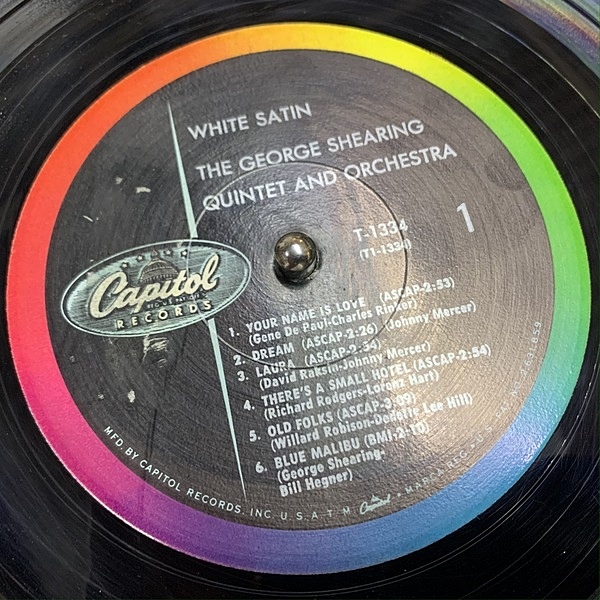 WHITE SATIN
THE GEORGE SHEARING
QUINTET AND ORCHESTRA
T-1334
(T1-1334)
1
Capitol
RECORDS
1. YOUR NAME IS LOVE (ASCAP-2:53)
(Gene De Paul-Charles Rinker)
2. DREAM (ASCAP-2:26) Johnny Mercer)
3. LAURA (ASCAP-2:34)
(David Raksin-Johnny Mercer)
4. THERE'S A SMALL HOTEL (ASCAP-2:54)
(Richard Rodgers-Lorenz Hart)
5. OLD FOLKS (ASCAP-3:09)
(Willard Robison-Dedette Lee Hill)
6. BLUE MALIBU (BMI-2-10)
(George Shearing-
Bill Hegner)
MFD. BY CAPITOL RECORDS, INC. U.S.A. T.M. Capitol • MARCA REG. •